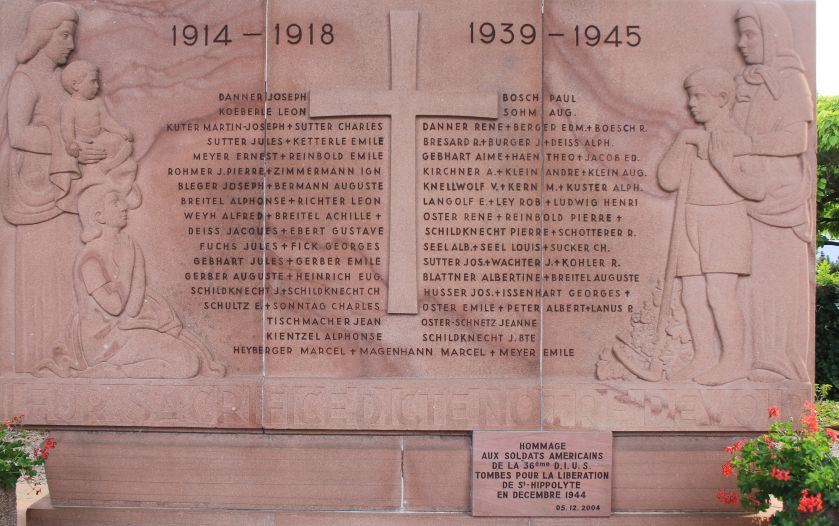 1914-1918
DANNER JOSEPH
KOEBERLE LEON
KUTER MARTIN-JOSEPH+SUTTER CHARLES
SUTTER JULES+KETTERLE EMILE
MEYER ERNEST+REINBOLD EMILE
ROHMER J.PIERRE+ZIMMERMANN IGN
BLEGER JOSEPH+BERMANN AUGUSTE
BREITEL ALPHONSE+RICHTER LEON
WEYH ALFRED+BREITEL ACHILLE+
DEISS JACQUES+EBERT GUSTAVE
FUCHS JULES+FICK GEORGES
GEBHART JULES+GERBER EMILE
GERBER AUGUSTE+HEINRICH EUG.
SCHILDKNECHT J.+SCHILDKNECHT CH
SCHULTZ E.+SONNTAG CHARLES
TISCHMACHER JEAN
KIENTZEL ALPHONSE
1939-1945
BOSCH PAUL
SOHM AUG.
DANNER RENE+BERGER EDM.+BOESCH R.
BRESARD R.+BURGER J.+DEISS ALPH.
GEBHART AIME+HAEN THEO+JACOB ED.
KIRCHNER A.+KLEIN ANDRE+KLEIN AUG.
KNELLWOLF V.+KERN M.+KUSTER ALPH.
LANGOLF E.+LEY ROB.+LUDWIG HENRI
OSTER RENE+REINBOLD PIERRE+
SCHILDKNECHT PIERRE+SCHOTTERER R.
SEEL ALB.+SEEL LOUIS+SUCKER CH.
SUTTER JOS.+WACHTER J.+KOHLER R.
BLATTNER ALBERTINE+BREITEL AUGUSTE
HUSSER JOS.+ISSENHART GEORGES+
OSTER EMILE+PETER ALBERT+LANUS R.
OSTER-SCHNETZ JEANNE
SCHILDKNECHT J.BTE
HEYBERGER MARCEL+MAGENHANN MARCEL+MEYER EMILE
LEUR SACRIFICE DICTE NOTRE DEVOIR
HOMMAGE
AUX SOLDATS AMERICAINS
DE LA 36ème D.I.U.S.
TOMBES POUR LA LIBERATION
DE St-HIPPOLYTE
EN DECEMBRE 1944
05.12.2004